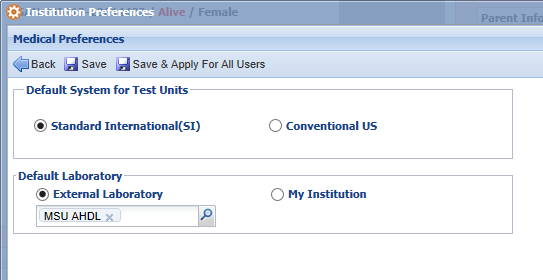 Institution Preferences Alive / Female
Parent Info
Medical Preferences
Back Save Save & Apply For All Users
Default System for Test Units
Standard International(SI) Conventional US
Default Laboratory
External Laboratory My Institution
MSU AHDL x